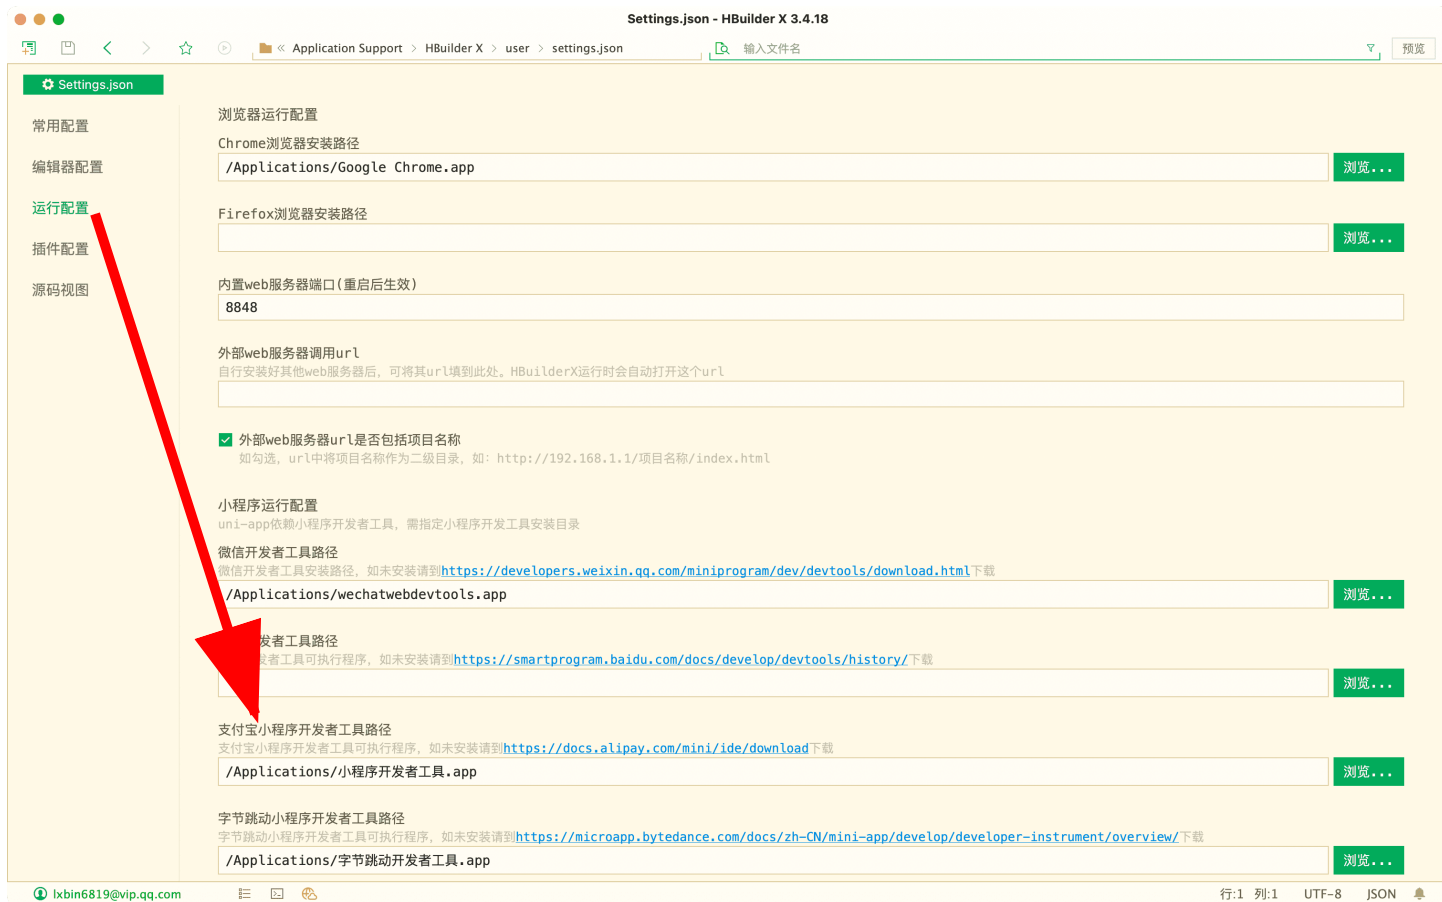 Settings.json - HBuilder X 3.4.18
Application Support
HBuilder X
user
settings.json
输入文件名
预览
Settings.json
常用配置
编辑器配置
运行配置
插件配置
源码视图
浏览器运行配置
Chrome浏览器安装路径
/Applications/Google Chrome.app
浏览...
Firefox浏览器安装路径
浏览...
内置web服务器端口(重启后生效)
8848
外部web服务器调用url
自行安装好其他web服务器后, 可将其url填到此处。HBuilderX运行时会自动打开这个url
外部web服务器url是否包括项目名称
如勾选, url中将项目名称作为二级目录, 如: http://192.168.1.1/项目名称/index.html
小程序运行配置
uni-app依赖小程序开发者工具, 需指定小程序开发工具安装目录
微信开发者工具路径
微信开发者工具安装路径, 如未安装请到https://developers.weixin.qq.com/miniprogram/dev/devtools/download.html下载
/Applications/wechatwebdevtools.app
浏览...
发者工具路径
发者工具可执行程序, 如未安装请到https://smartprogram.baidu.com/docs/develop/devtools/history/下载
浏览...
支付宝小程序开发者工具路径
支付宝小程序开发者工具可执行程序, 如未安装请到https://docs.alipay.com/mini/ide/download下载
/Applications/小程序开发者工具.app
浏览...
字节跳动小程序开发者工具路径
字节跳动小程序开发者工具可执行程序, 如未安装请到https://microapp.bytedance.com/docs/zh-CN/mini-app/develop/developer-instrument/overview/下载
/Applications/字节跳动开发者工具.app
浏览...
lxbin6819@vip.qq.com
行:1 列:1
UTF-8
JSON